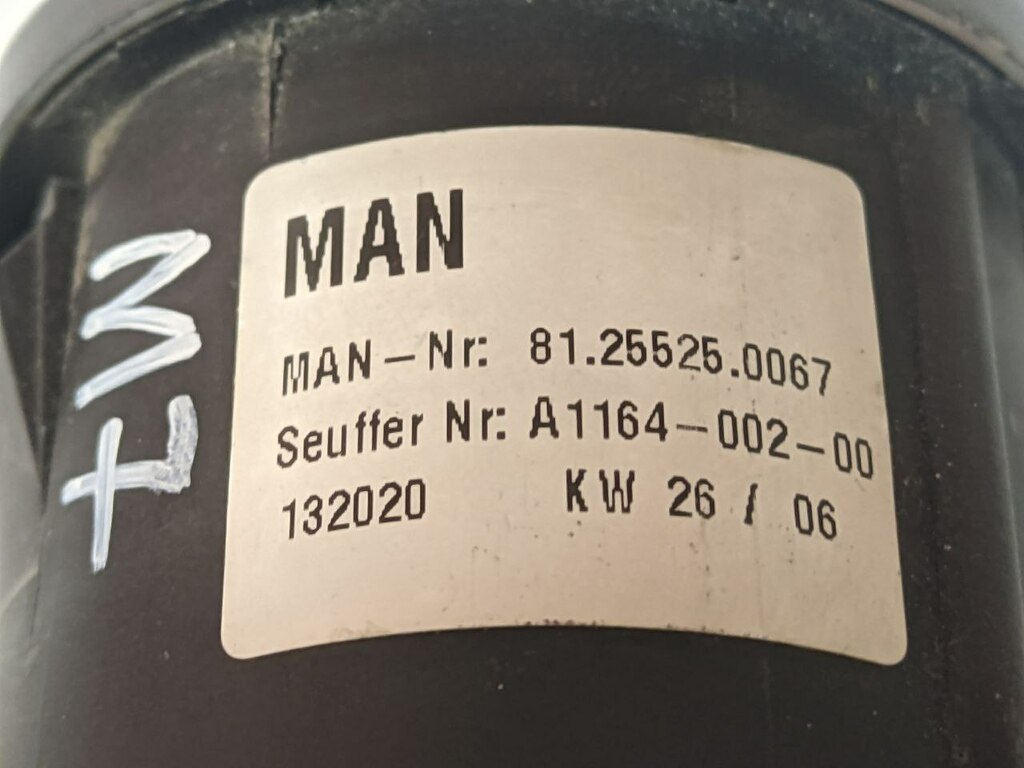 MAN
MAN-Nr: 81.25525.0067
Seuffer Nr: A1164-002-00
132020 KW 26 / 06